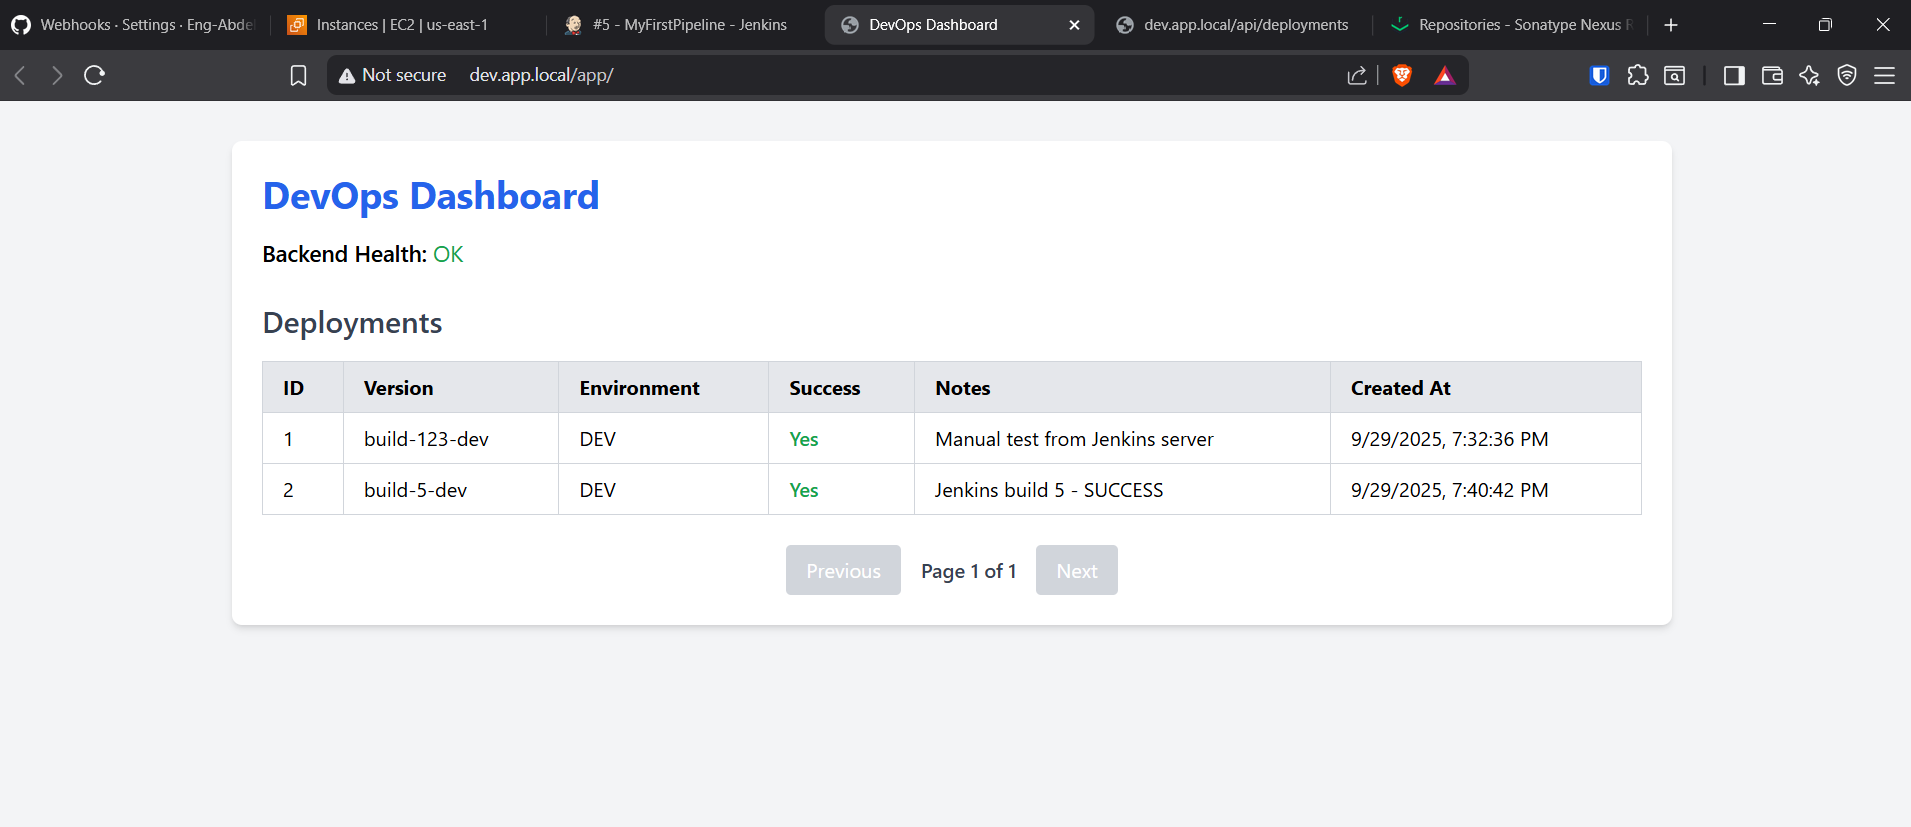 Webhooks · Settings · Eng-Abde
Instances | EC2 | us-east-1
#5 - MyFirstPipeline - Jenkins
DevOps Dashboard
dev.app.local/api/deployments
Repositories - Sonatype Nexus R
Not secure
dev.app.local/app/
DevOps Dashboard
Backend Health: OK
Deployments
ID Version Environment Success Notes Created At
1 build-123-dev DEV Yes Manual test from Jenkins server 9/29/2025, 7:32:36 PM
2 build-5-dev DEV Yes Jenkins build 5 - SUCCESS 9/29/2025, 7:40:42 PM
Previous Page 1 of 1 Next